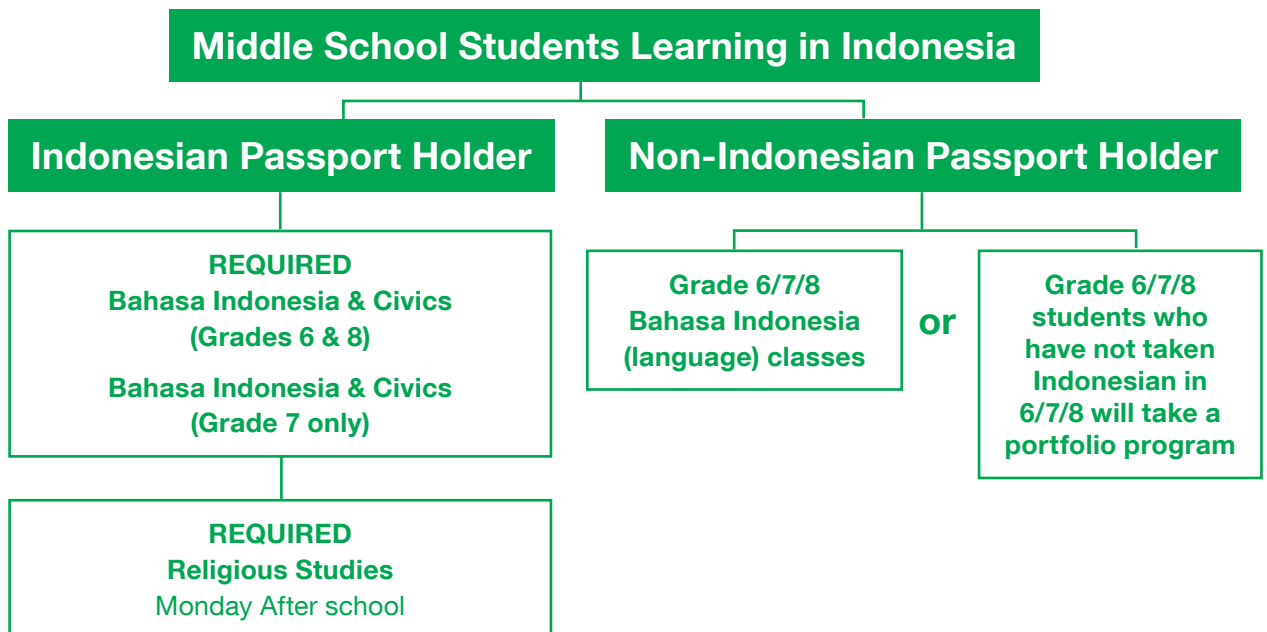 Middle School Students Learning in Indonesia
Indonesian Passport Holder
REQUIRED
Bahasa Indonesia & Civics
(Grades 6 & 8)
Bahasa Indonesia & Civics
(Grade 7 only)
REQUIRED
Religious Studies
Monday After school
Non-Indonesian Passport Holder
Grade 6/7/8
Bahasa Indonesia
(language) classes
or
Grade 6/7/8
students who
have not taken
Indonesian in
6/7/8 will take a
portfolio program